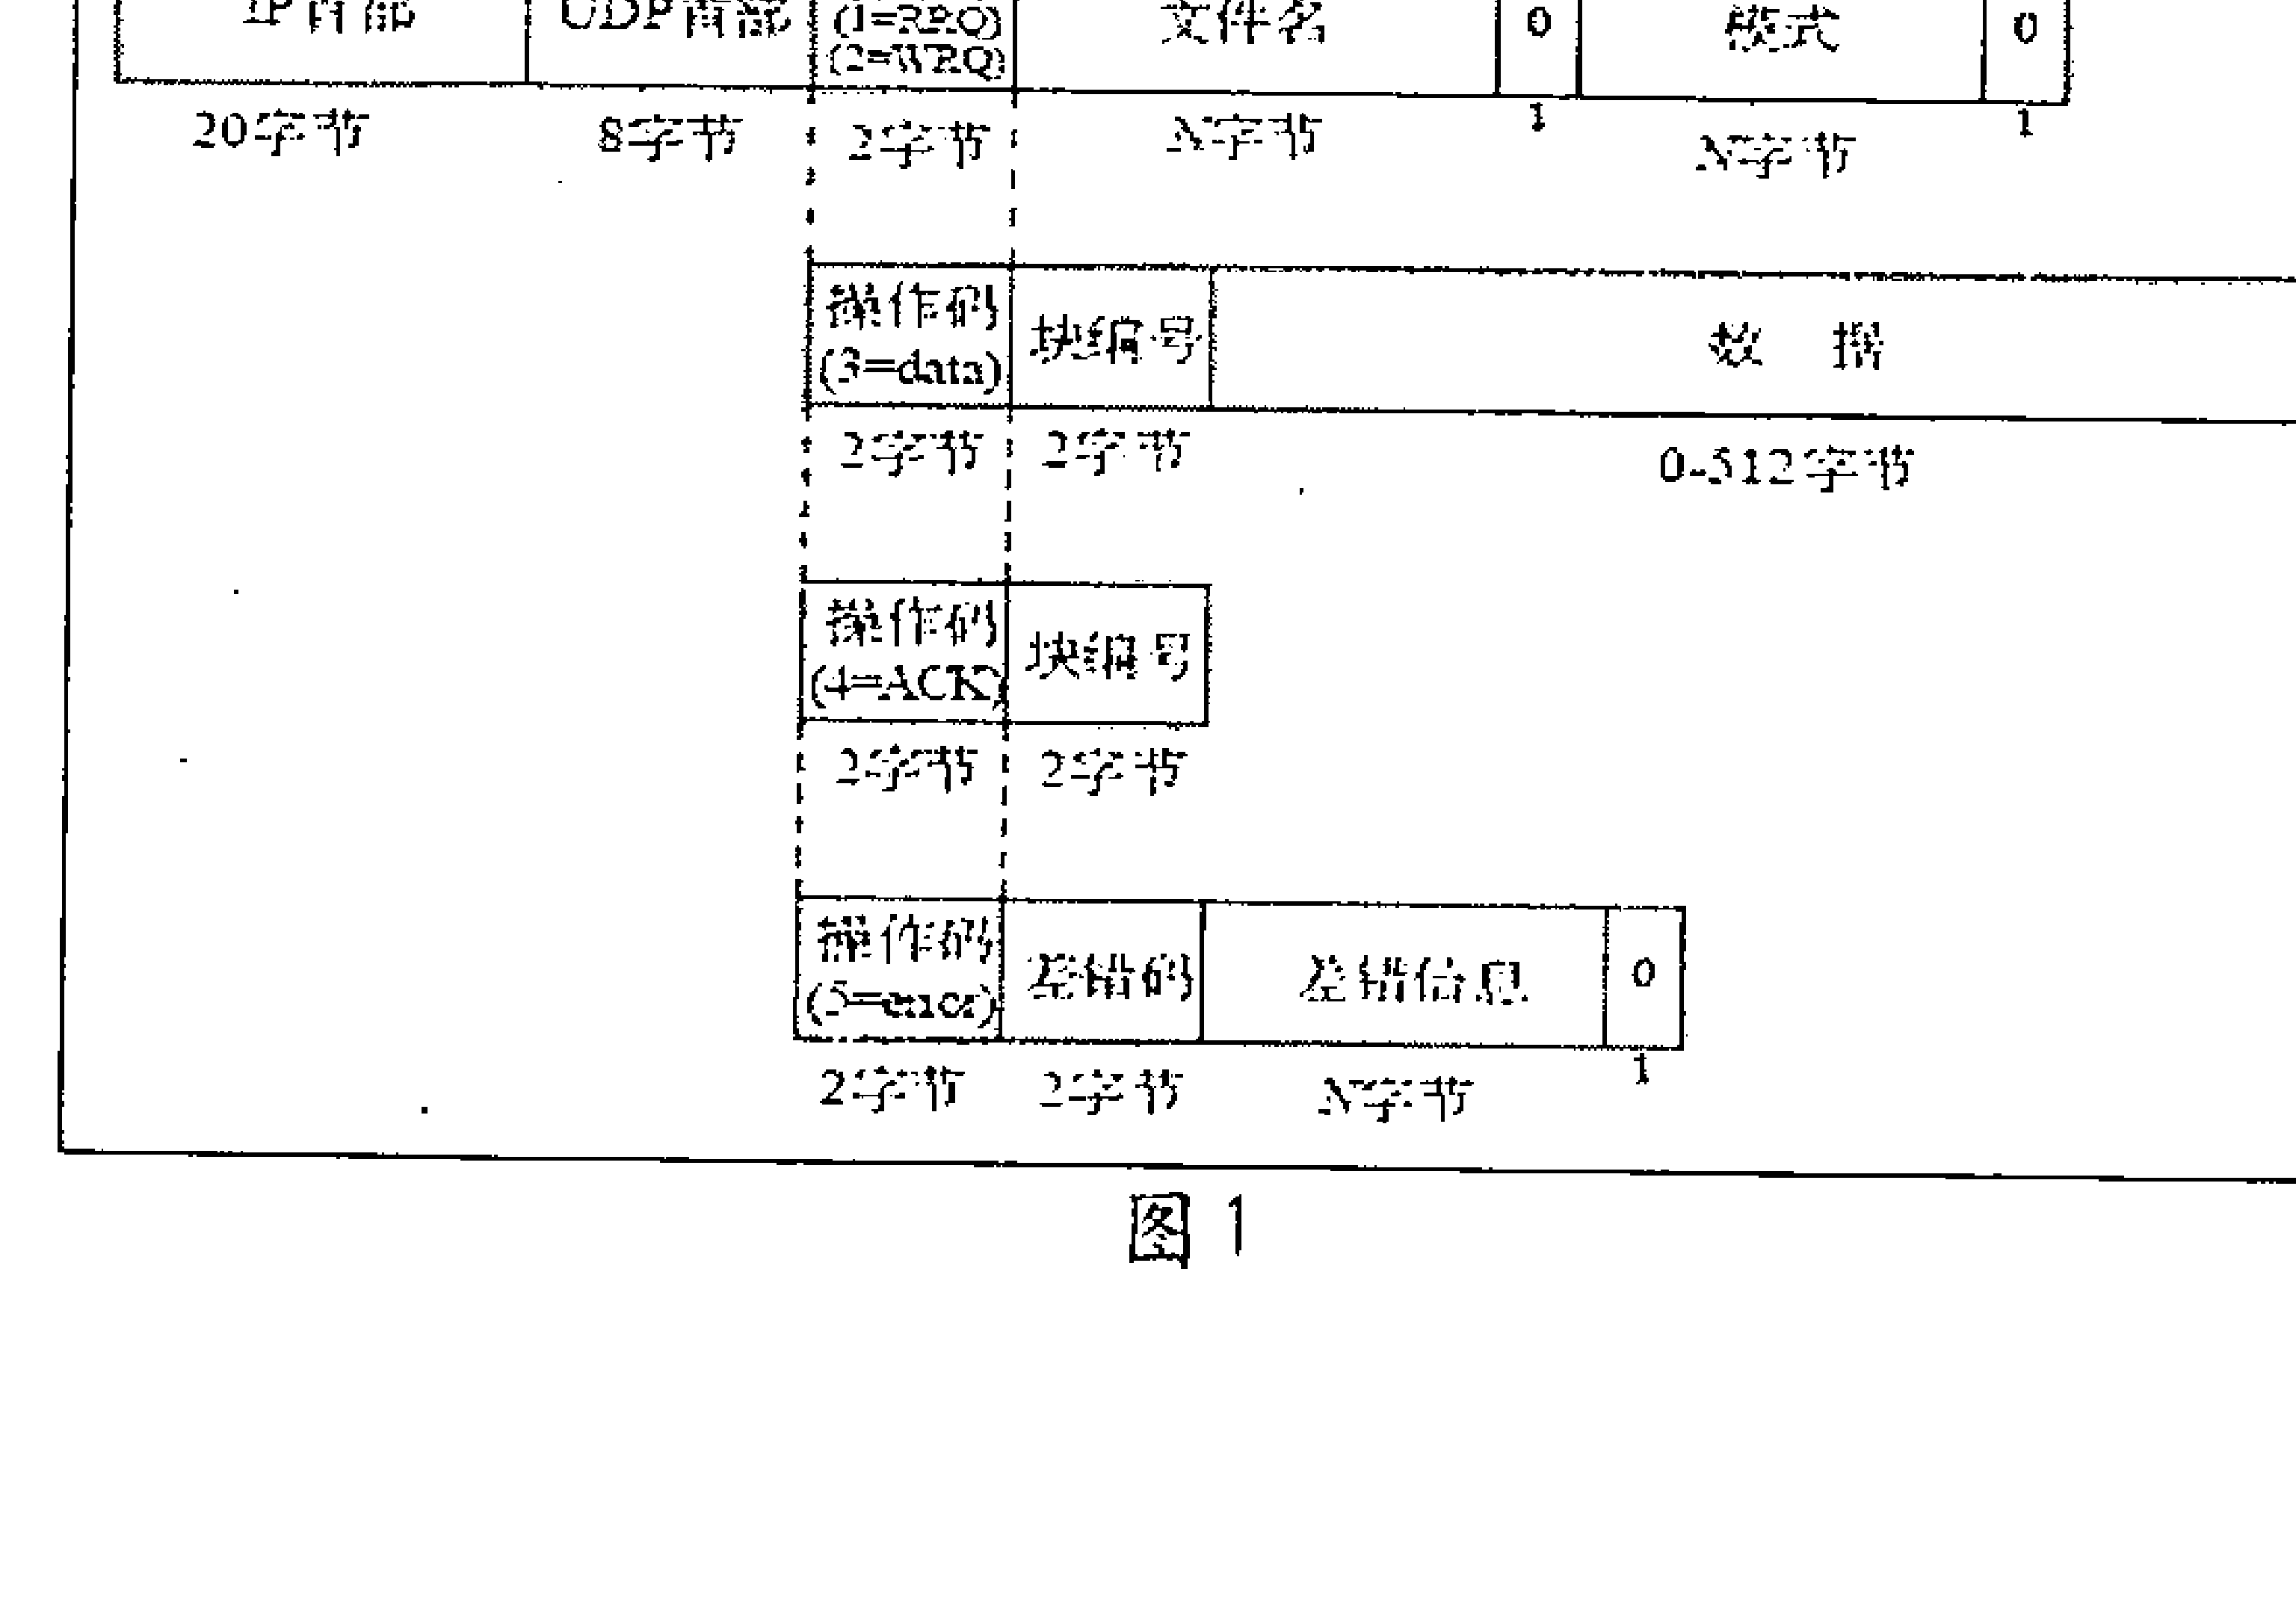 IP首部 UDP首部 (1=RRQ) 文件名 0 模式 0
(2=WRQ)
20字节 8字节 2字节 N字节 1 N字节 1
操作码 块编号 数 据
(3=data)
2字节 2字节 0-512字节
操作码 块编号
(4=ACK)
2字节 2字节
操作码 差错码 差错信息 0
(5=error)
2字节 2字节 N字节 1
图 1